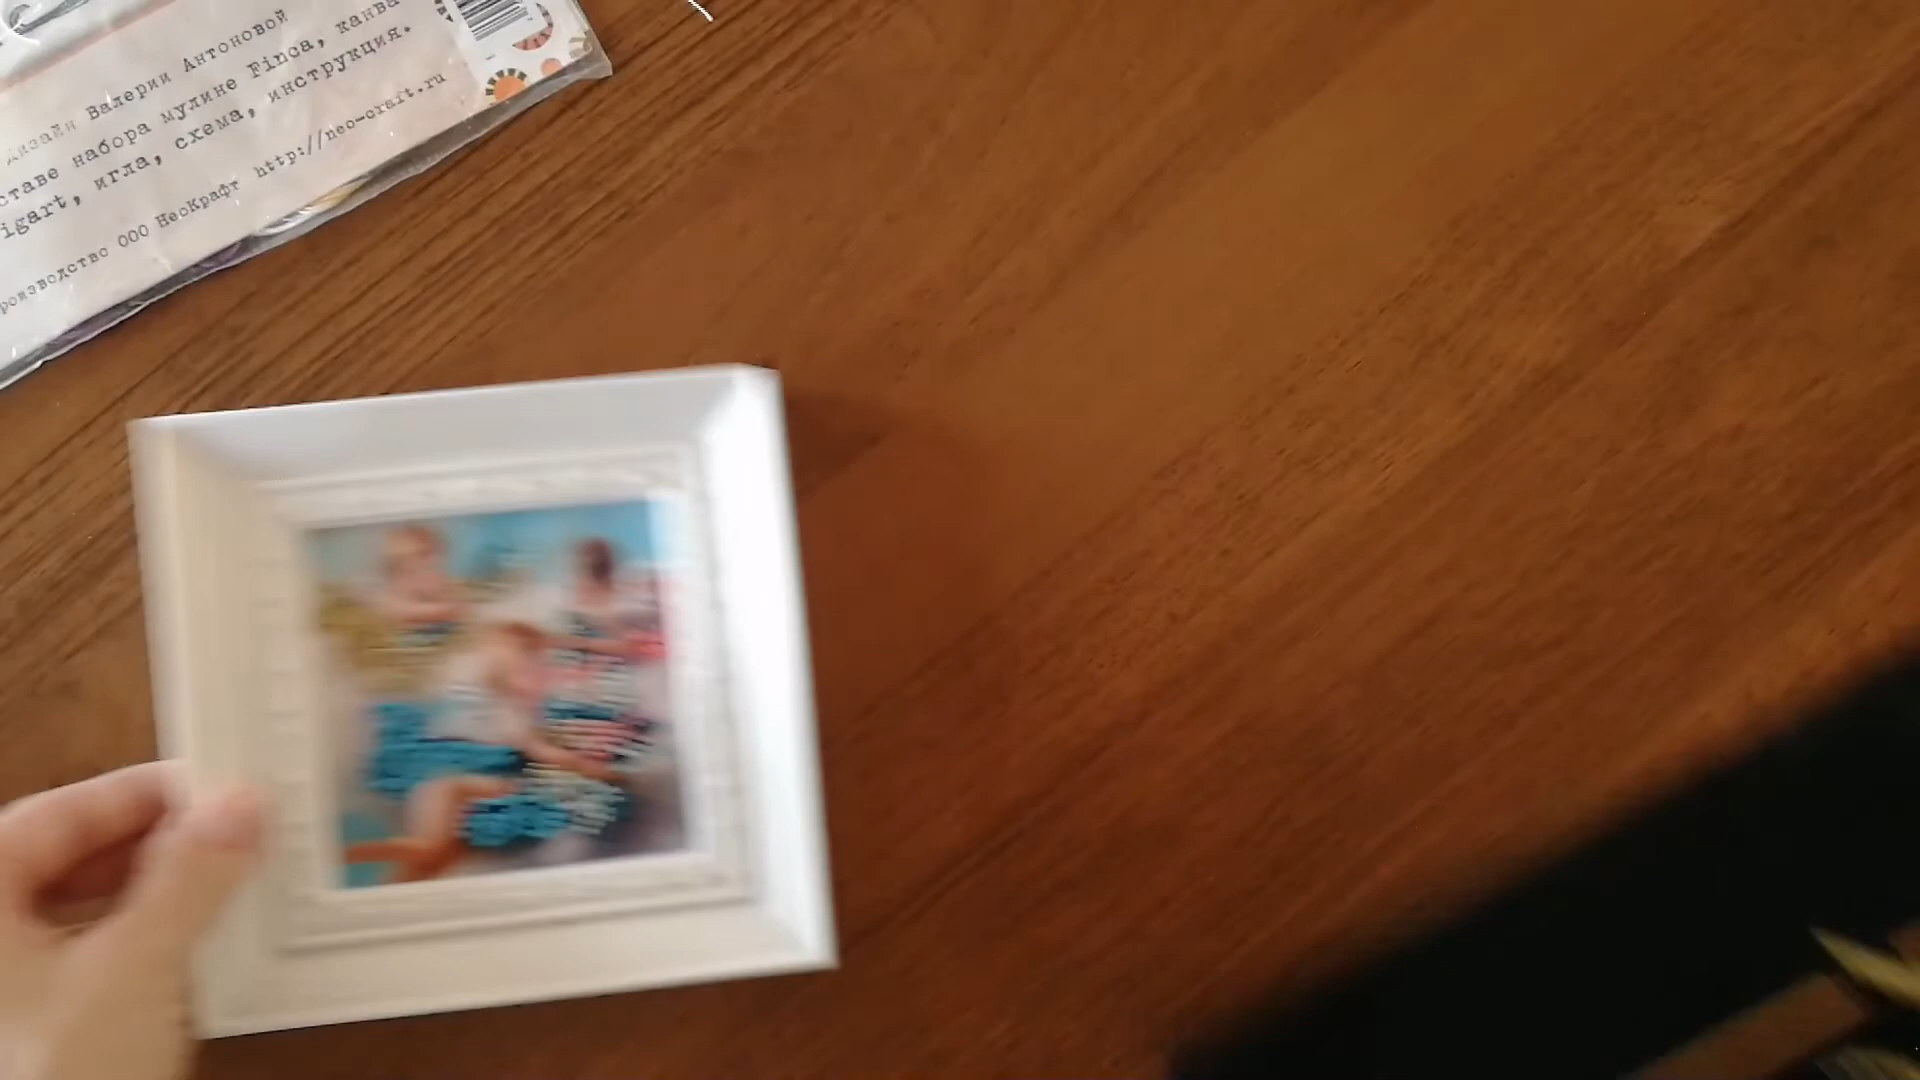 Дизайн Валерии Антоновой
ставе набора мулине Finca, канва
igart, игла, схема, инструкция.
роизводство ООО НеоКрафт http://neo-craft.ru